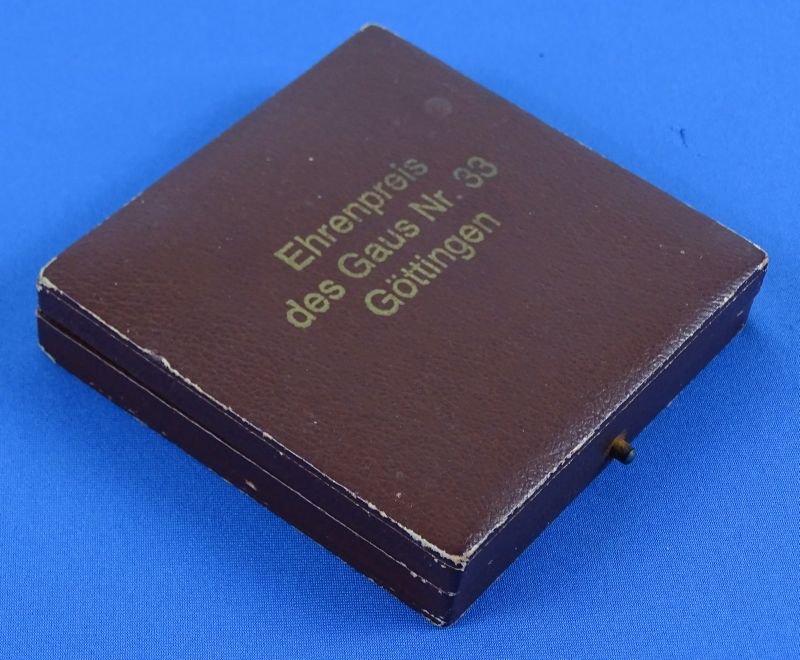 Ehrenpreis
des Gaus Nr. 33
Göttingen